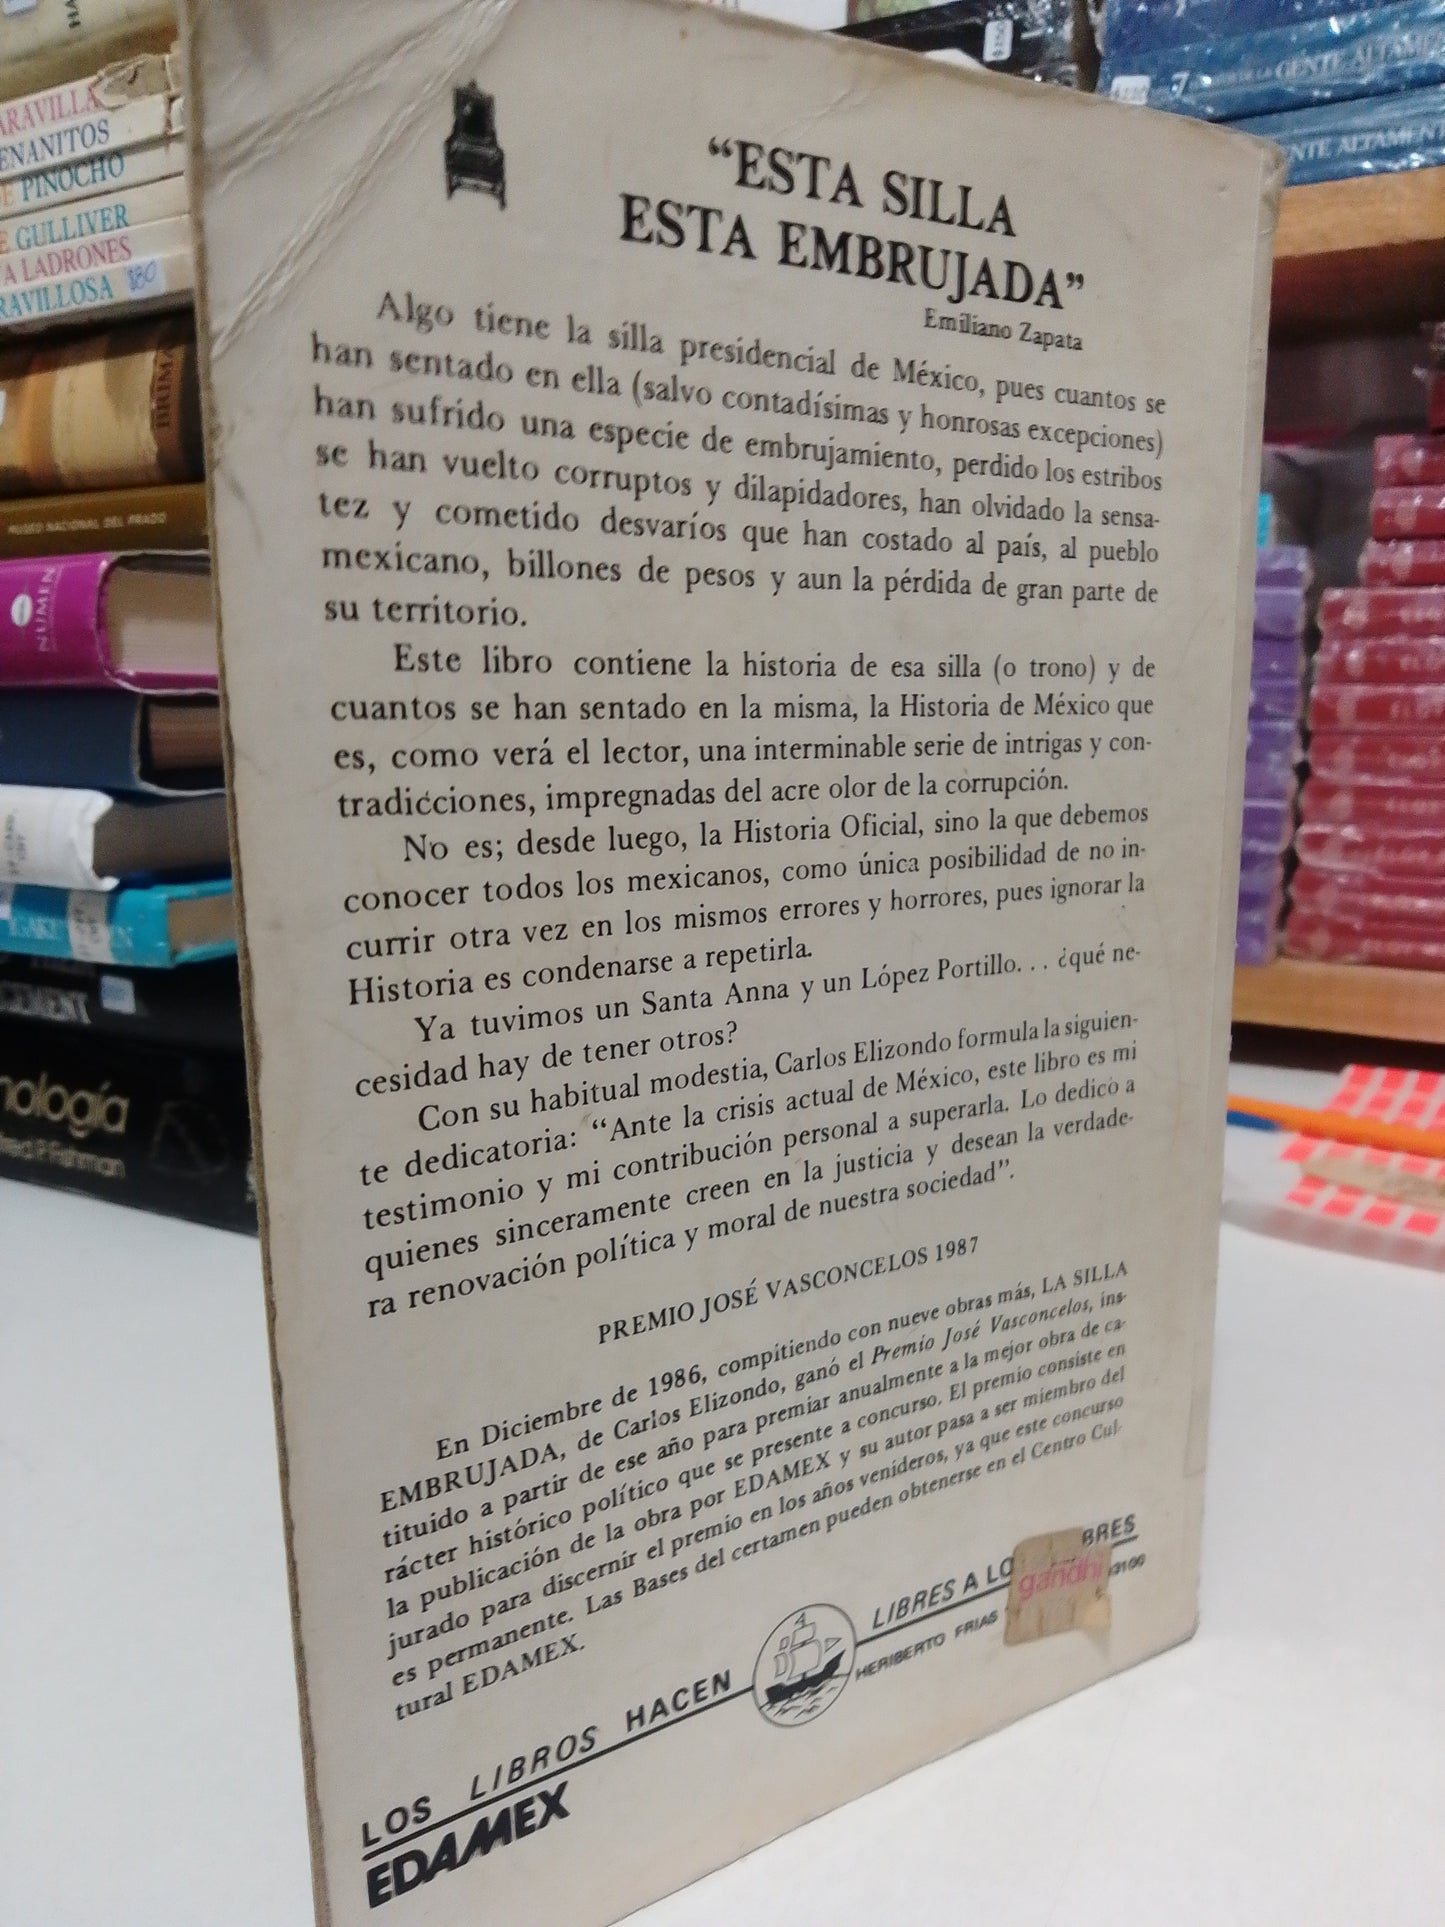 "ESTA SILLA
ESTA EMBRUJADA"
Emiliano Zapata
Algo tiene la silla presidencial de México, pues cuantos se
han sentado en ella (salvo contadísimas y honrosas excepciones)
han sufrido una especie de embrujamiento, perdido los estribos
se han vuelto corruptos y dilapidadores, han olvidado la sensa-
tez y cometido desvaríos que han costado al país, al pueblo
mexicano, billones de pesos y aun la pérdida de gran parte de
su territorio.
Este libro contiene la historia de esa silla (o trono) y de
cuantos se han sentado en la misma, la Historia de México que
es, como verá el lector, una interminable serie de intrigas y con-
tradicciones, impregnadas del acre olor de la corrupción.
No es; desde luego, la Historia Oficial, sino la que debemos
conocer todos los mexicanos, como única posibilidad de no in-
currir otra vez en los mismos errores y horrores, pues ignorar la
Historia es condenarse a repetirla.
Ya tuvimos un Santa Anna y un López Portillo. . . ¿qué ne-
cesidad hay de tener otros?
Con su habitual modestia, Carlos Elizondo formula la siguien-
te dedicatoria: "Ante la crisis actual de México, este libro es mi
testimonio y mi contribución personal a superarla. Lo dedico a
quienes sinceramente creen en la justicia y desean la verdade-
ra renovación política y moral de nuestra sociedad".
PREMIO JOSÉ VASCONCELOS 1987
En Diciembre de 1986, compitiendo con nueve obras más, LA SILLA
EMBRUJADA, de Carlos Elizondo, ganó el Premio José Vasconcelos, ins-
tituido a partir de ese año para premiar anualmente a la mejor obra de ca-
rácter histórico político que se presente a concurso. El premio consiste en
la publicación de la obra por EDAMEX y su autor pasa a ser miembro del
jurado para discernir el premio en los años venideros, ya que este concurso
es permanente. Las Bases del certamen pueden obtenerse en el Centro Cul-
tural EDAMEX.
LOS LIBROS HACEN LIBRES A LO BRES
HERIBERTO FRIAS
gandhi
EDAMEX
ENANITOS
PINOCHO
GULLIVER
LADRONES
$80
MUSEO NACIONAL DEL PRADO
NUMEN
7
GENTE ALTAM